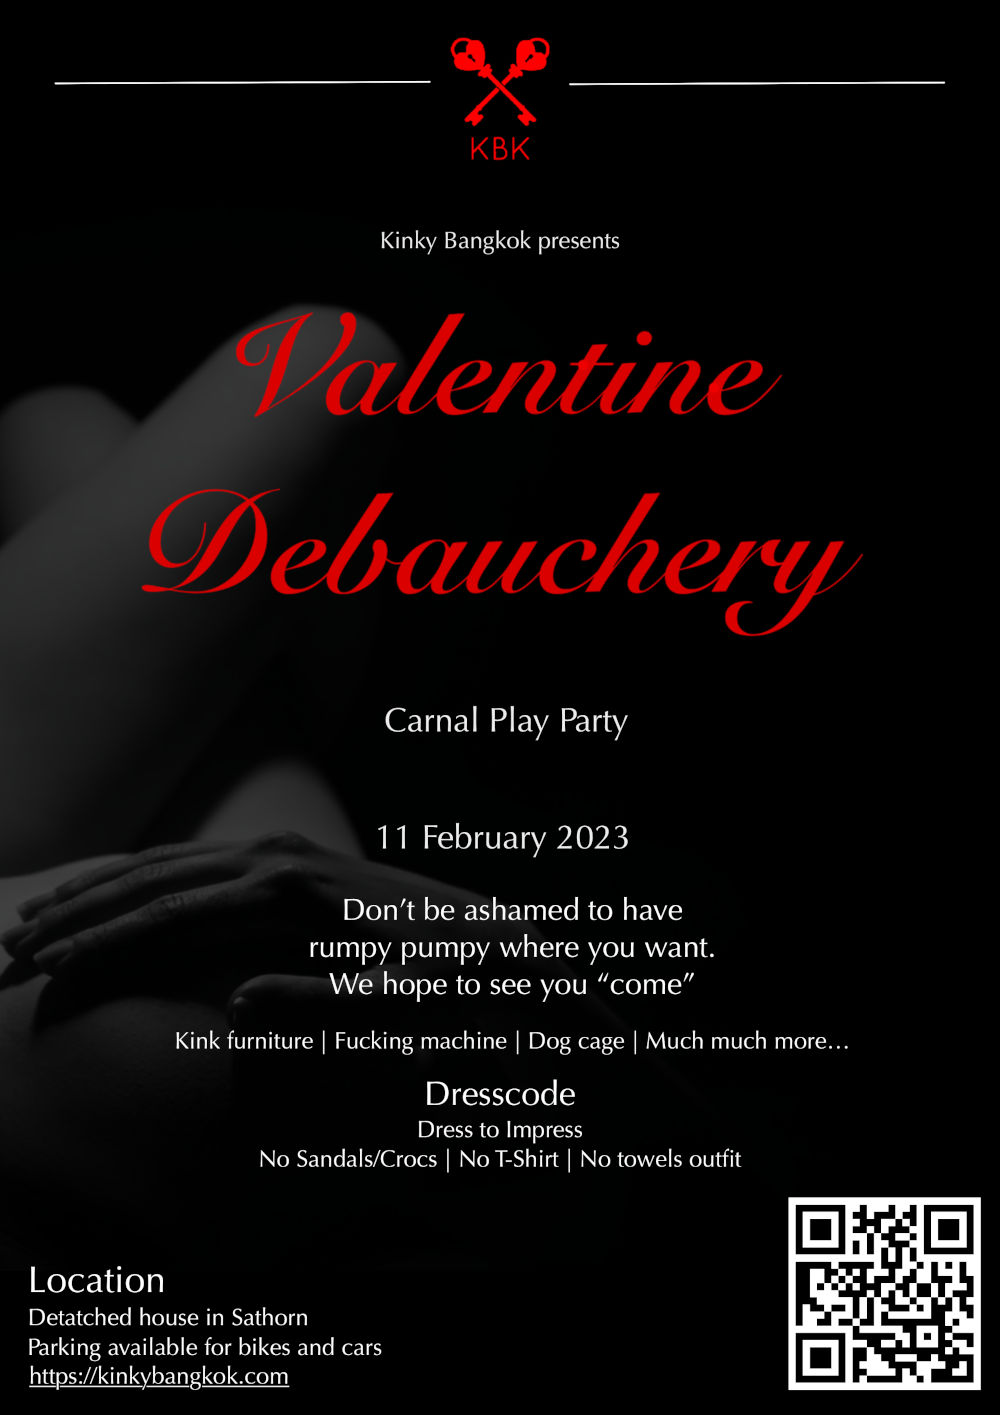 KBK
Kinky Bangkok presents
Valentine
Debauchery
Carnal Play Party
11 February 2023
Don’t be ashamed to have
rumpy pumpy where you want.
We hope to see you “come”
Kink furniture | Fucking machine | Dog cage | Much much more…
Dresscode
Dress to Impress
No Sandals/Crocs | No T-Shirt | No towels outfit
Location
Detatched house in Sathorn
Parking available for bikes and cars
https://kinkybangkok.com